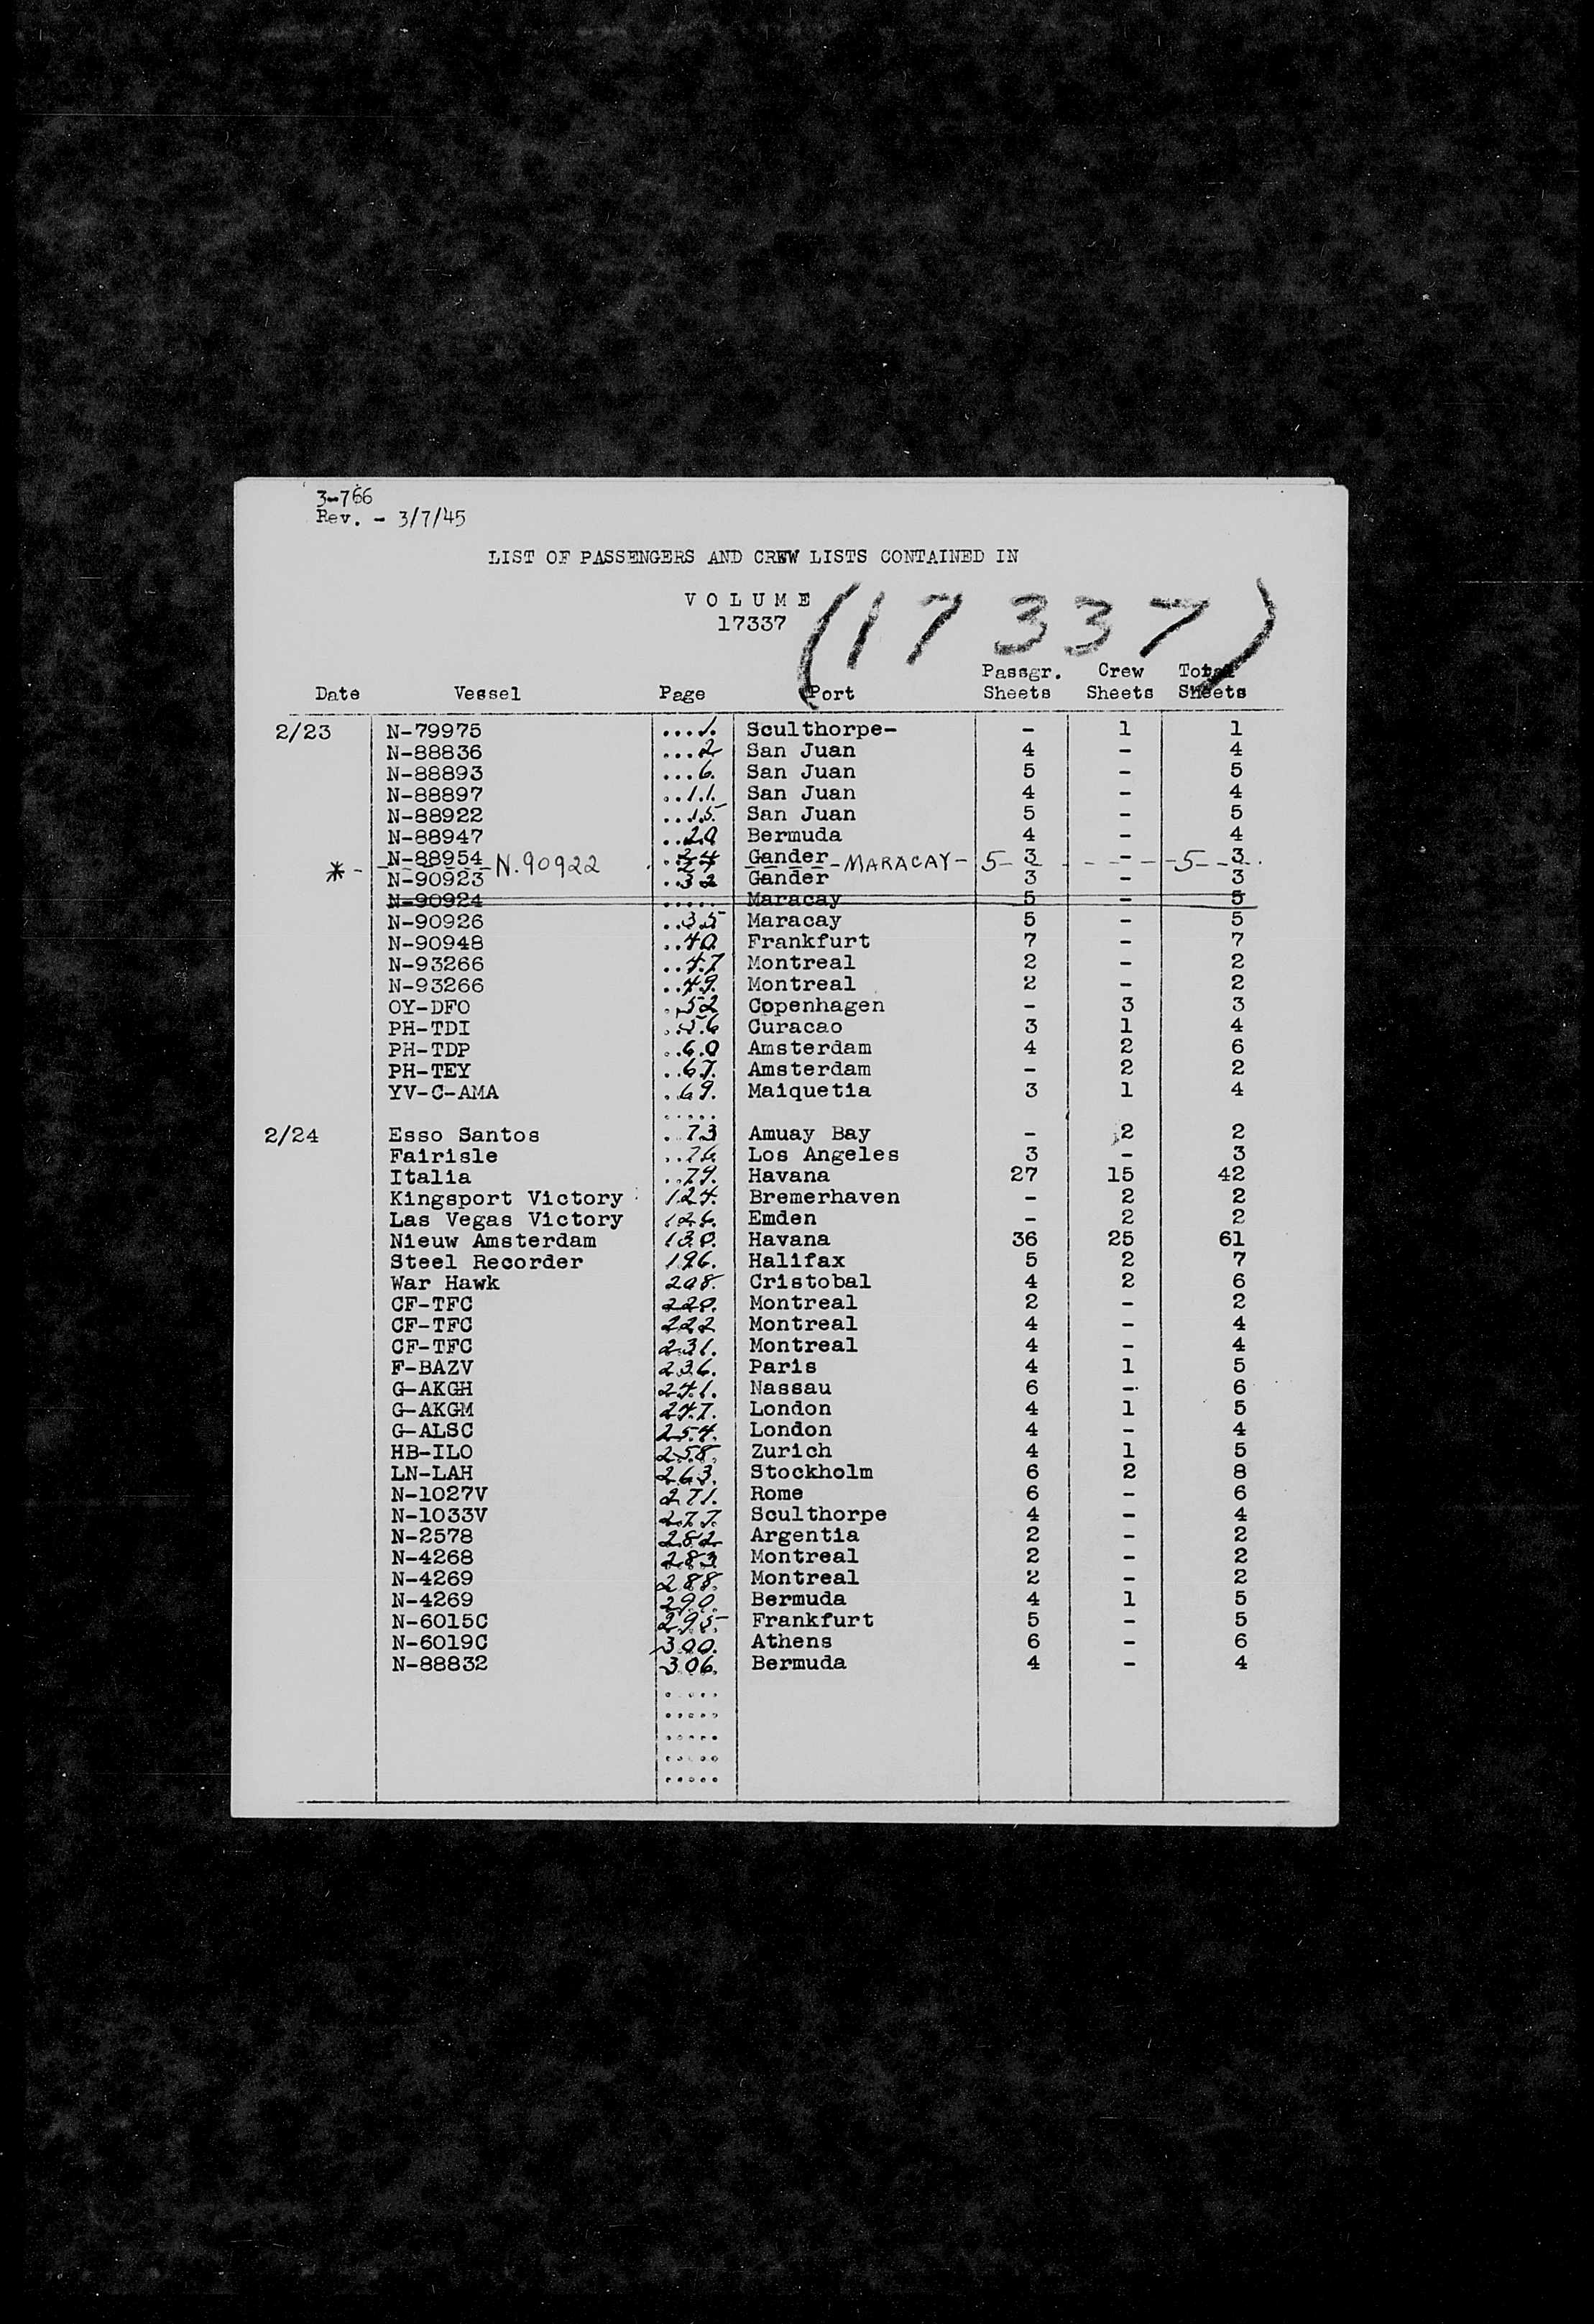 3-766
Rev. - 3/7/45
LIST OF PASSENGERS AND CREW LISTS CONTAINED IN
VOLUME (17337)
17337
Date Vessel Page Port Passgr. Sheets Crew Sheets Total Sheets
2/23 N-79975 ....1. Sculthorpe- - 1 1
N-88836 ...2 San Juan 4 - 4
N-88893 ...6. San Juan 5 - 5
N-88897 ..11. San Juan 4 - 4
N-88922 ..15. San Juan 5 - 5
N-88947 ..20 Bermuda 4 - 4
N-88954 ..24 Gander 3 - 3
* - N.90922 - MARACAY - 5 - - - - 5 - -
N-90923 ..32 Gander 3 - 3
N-90924 ..... Maracay 5 - 5
N-90926 ..35 Maracay 5 - 5
N-90948 ..40. Frankfurt 7 - 7
N-93266 ..47 Montreal 2 - 2
N-93266 ..49. Montreal 2 - 2
OY-DFO ..52 Copenhagen - 3 3
PH-TDI ..56 Curacao 3 1 4
PH-TDP ..60 Amsterdam 4 2 6
PH-TEY ..67. Amsterdam - 2 2
YV-C-AMA ..69. Maiquetia 3 1 4
.....
2/24 Esso Santos ..73 Amuay Bay - 2 2
Fairisle ..76 Los Angeles 3 - 3
Italia ..79. Havana 27 15 42
Kingsport Victory 124. Bremerhaven - 2 2
Las Vegas Victory 126. Emden - 2 2
Nieuw Amsterdam 130. Havana 36 25 61
Steel Recorder 196. Halifax 5 2 7
War Hawk 208. Cristobal 4 2 6
CF-TFC 220. Montreal 2 - 2
CF-TFC 222 Montreal 4 - 4
CF-TFC 231. Montreal 4 - 4
F-BAZV 236. Paris 4 1 5
G-AKGH 241. Nassau 6 - 6
G-AKGM 247. London 4 1 5
G-ALSC 254. London 4 - 4
HB-ILO 258. Zurich 4 1 5
LN-LAH 263. Stockholm 6 2 8
N-1027V 271. Rome 6 - 6
N-1033V 277. Sculthorpe 4 - 4
N-2578 282 Argentia 2 - 2
N-4268 283 Montreal 2 - 2
N-4269 288. Montreal 2 - 2
N-4269 290. Bermuda 4 1 5
N-6015C 295. Frankfurt 5 - 5
N-6019C 300. Athens 6 - 6
N-88832 306. Bermuda 4 - 4
.....
.....
.....
.....
.....